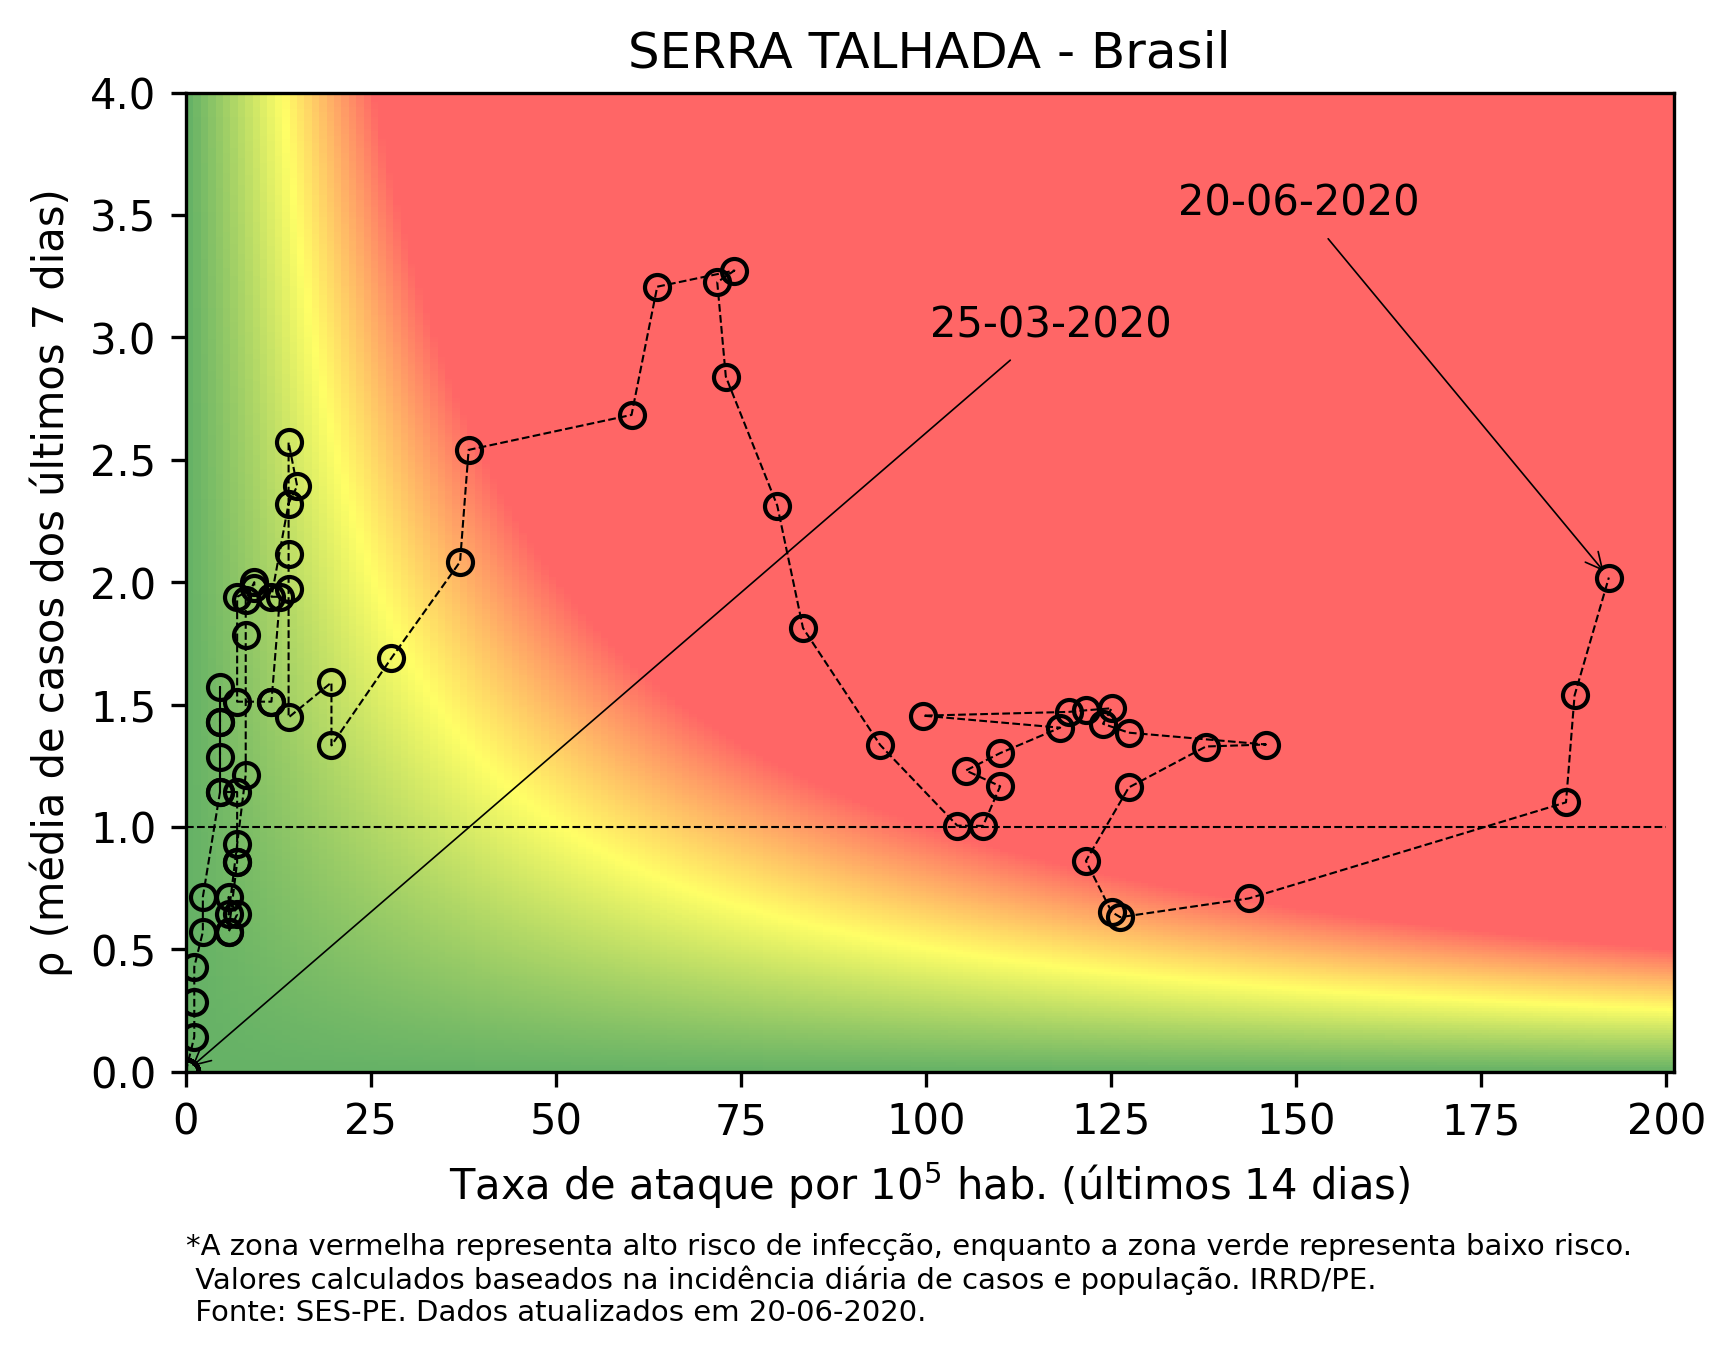 SERRA TALHADA - Brasil
4.0
3.5
3.0
2.5
2.0
1.5
1.0
0.5
0.0
ρ (média de casos dos últimos 7 dias)
20-06-2020
25-03-2020
0 25 50 75 100 125 150 175 200
Taxa de ataque por 10⁵ hab. (últimos 14 dias)
*A zona vermelha representa alto risco de infecção, enquanto a zona verde representa baixo risco.
Valores calculados baseados na incidência diária de casos e população. IRRD/PE.
Fonte: SES-PE. Dados atualizados em 20-06-2020.